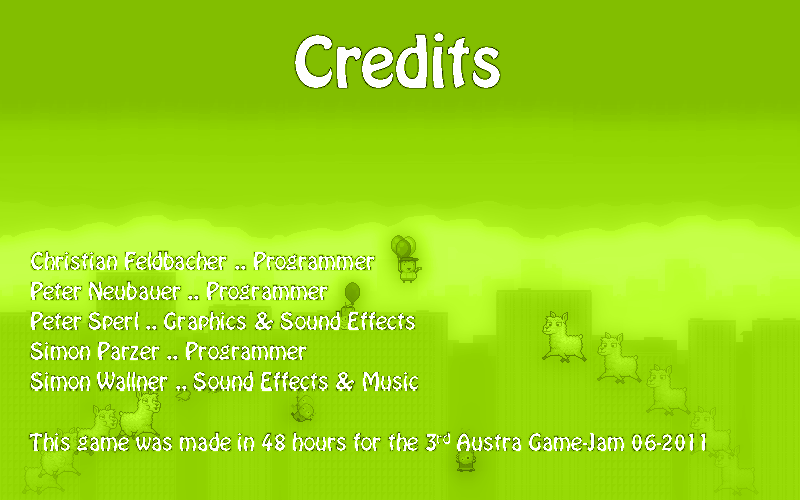 Credits
Christian Feldbacher .. Programmer
Peter Neubauer .. Programmer
Peter Sperl .. Graphics & Sound Effects
Simon Parzer .. Programmer
Simon Wallner .. Sound Effects & Music
This game was made in 48 hours for the 3rd Austra Game-Jam 06-2011